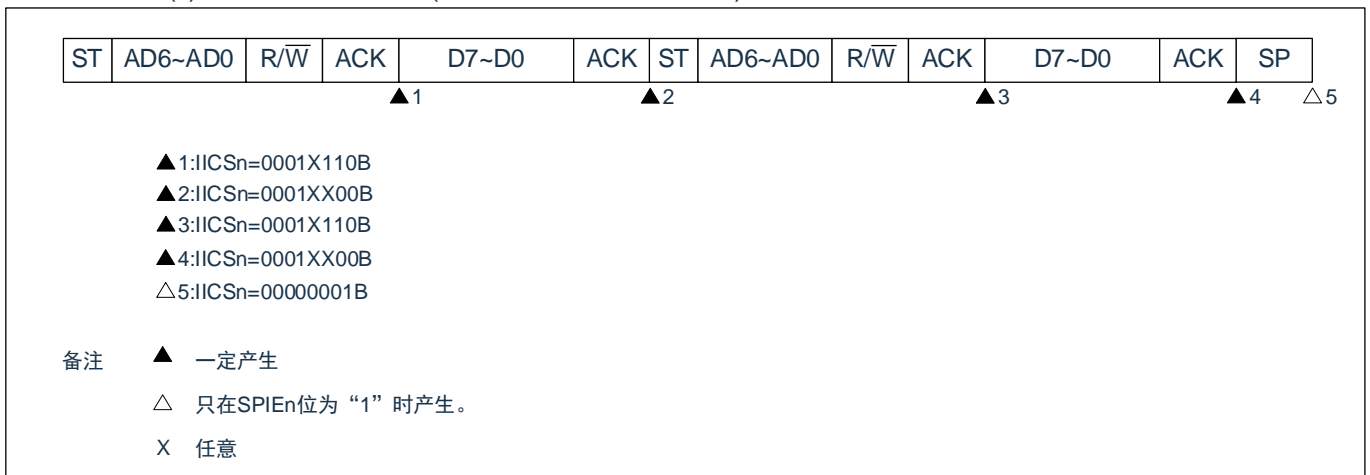 ST AD6~AD0 R/W̅ ACK D7~D0 ACK ST AD6~AD0 R/W̅ ACK D7~D0 ACK SP
▲1 ▲2 ▲3 ▲4 △5
▲1:IICSn=0001X110B
▲2:IICSn=0001XX00B
▲3:IICSn=0001X110B
▲4:IICSn=0001XX00B
△5:IICSn=00000001B
备注 ▲ 一定产生
△ 只在SPIEn位为“1”时产生。
X 任意